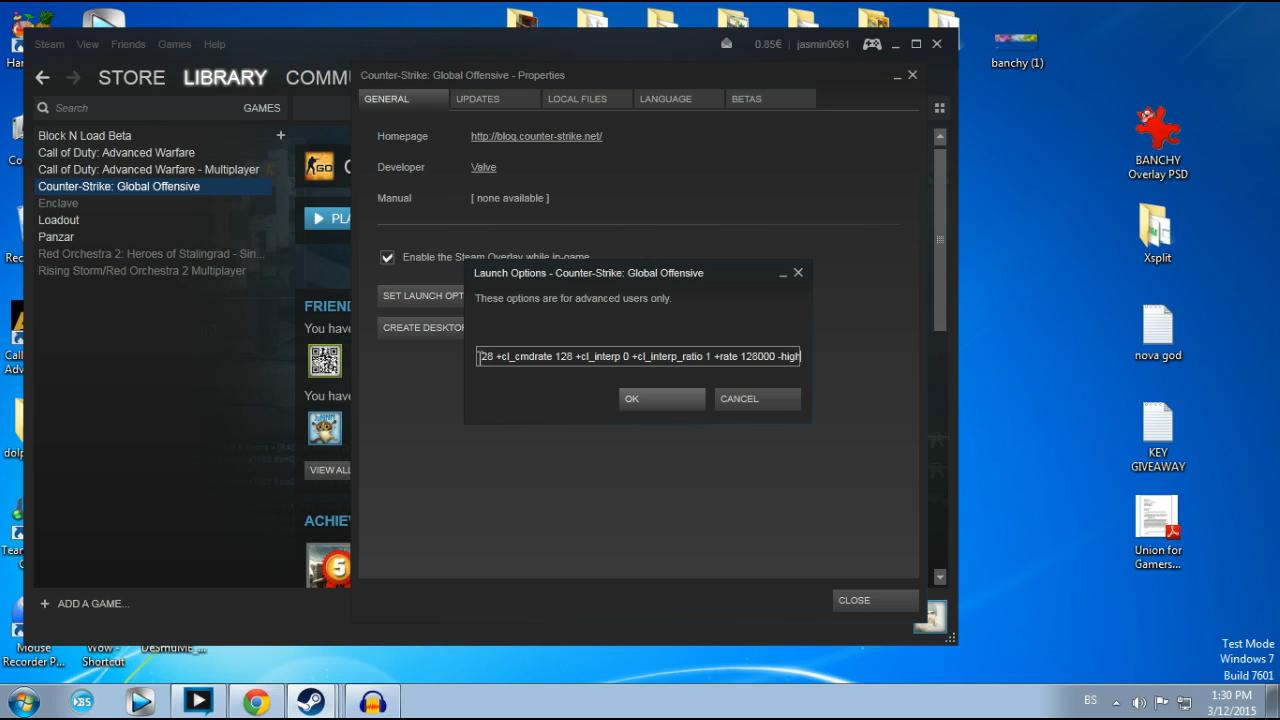 Steam View Friends Games Help
0.85€ jasmin0661
STORE LIBRARY COMMU
Search GAMES
Block N Load Beta +
Call of Duty: Advanced Warfare
Call of Duty: Advanced Warfare - Multiplayer
Counter-Strike: Global Offensive
Enclave
Loadout
Panzar
Red Orchestra 2: Heroes of Stalingrad - Sin...
Rising Storm/Red Orchestra 2 Multiplayer
+ ADD A GAME...
GO
PLA
FRIEND
You have
You have
VIEW ALL
ACHIE
5
Counter-Strike: Global Offensive - Properties
GENERAL UPDATES LOCAL FILES LANGUAGE BETAS
Homepage http://blog.counter-strike.net/
Developer Valve
Manual [ none available ]
Enable the Steam Overlay while in-game
SET LAUNCH OPT
CREATE DESKTOP
Launch Options - Counter-Strike: Global Offensive
These options are for advanced users only.
28 +cl_cmdrate 128 +cl_interp 0 +cl_interp_ratio 1 +rate 128000 -high
OK CANCEL
CLOSE
banchy (1)
BANCHY
Overlay PSD
Xsplit
nova god
KEY
GIVEAWAY
Union for
Gamers...
Mouse
Recorder P...
Wow -
Shortcut
DeSmuME_...
Test Mode
Windows 7
Build 7601
BS
1:30 PM
3/12/2015